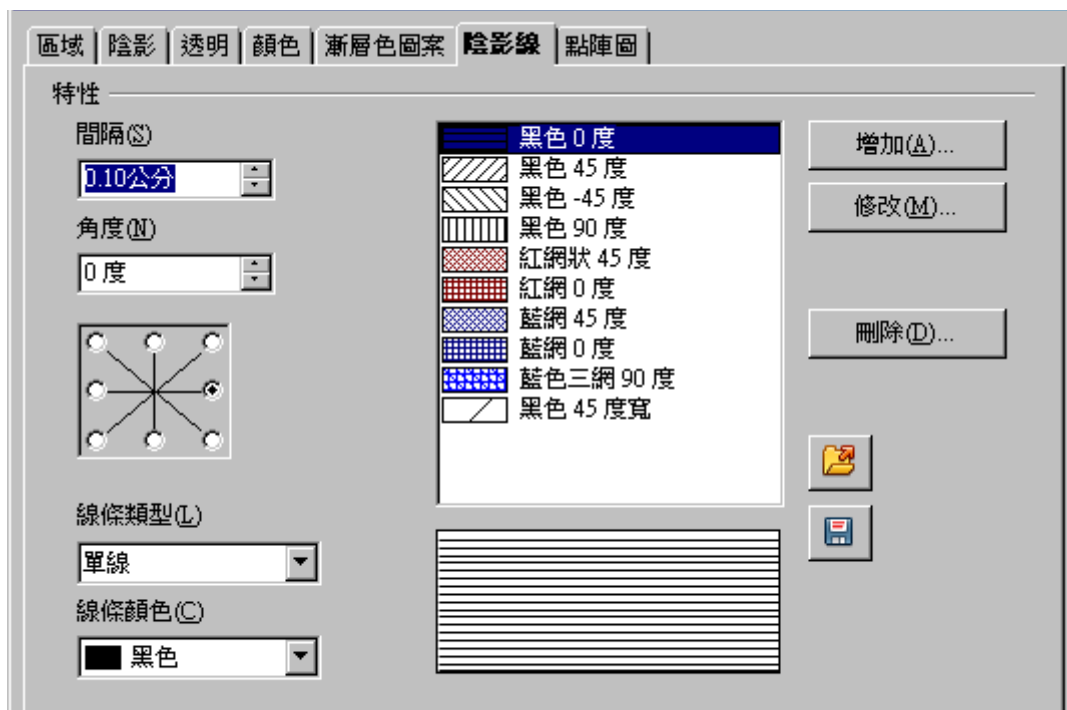 區域 陰影 透明 顏色 漸層色圖案 陰影線 點陣圖
特性
間隔(S)
0.10公分
角度(N)
0 度
線條類型(L)
單線
線條顏色(C)
黑色
黑色 0 度
黑色 45 度
黑色 -45 度
黑色 90 度
紅網狀 45 度
紅網 0 度
藍網 45 度
藍網 0 度
藍色三網 90 度
黑色 45 度寬
增加(A)...
修改(M)...
刪除(D)...